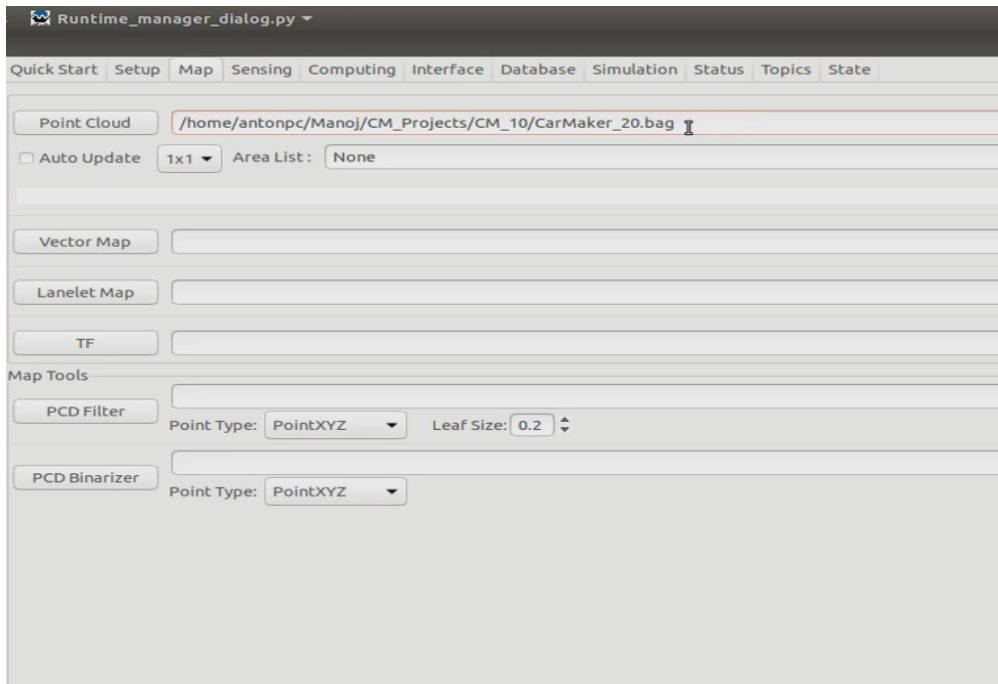 Runtime_manager_dialog.py
Quick Start Setup Map Sensing Computing Interface Database Simulation Status Topics State
Point Cloud /home/antonpc/Manoj/CM_Projects/CM_10/CarMaker_20.bag
Auto Update 1x1 Area List : None
Vector Map
Lanelet Map
TF
Map Tools
PCD Filter
Point Type: PointXYZ Leaf Size: 0.2
PCD Binarizer
Point Type: PointXYZ